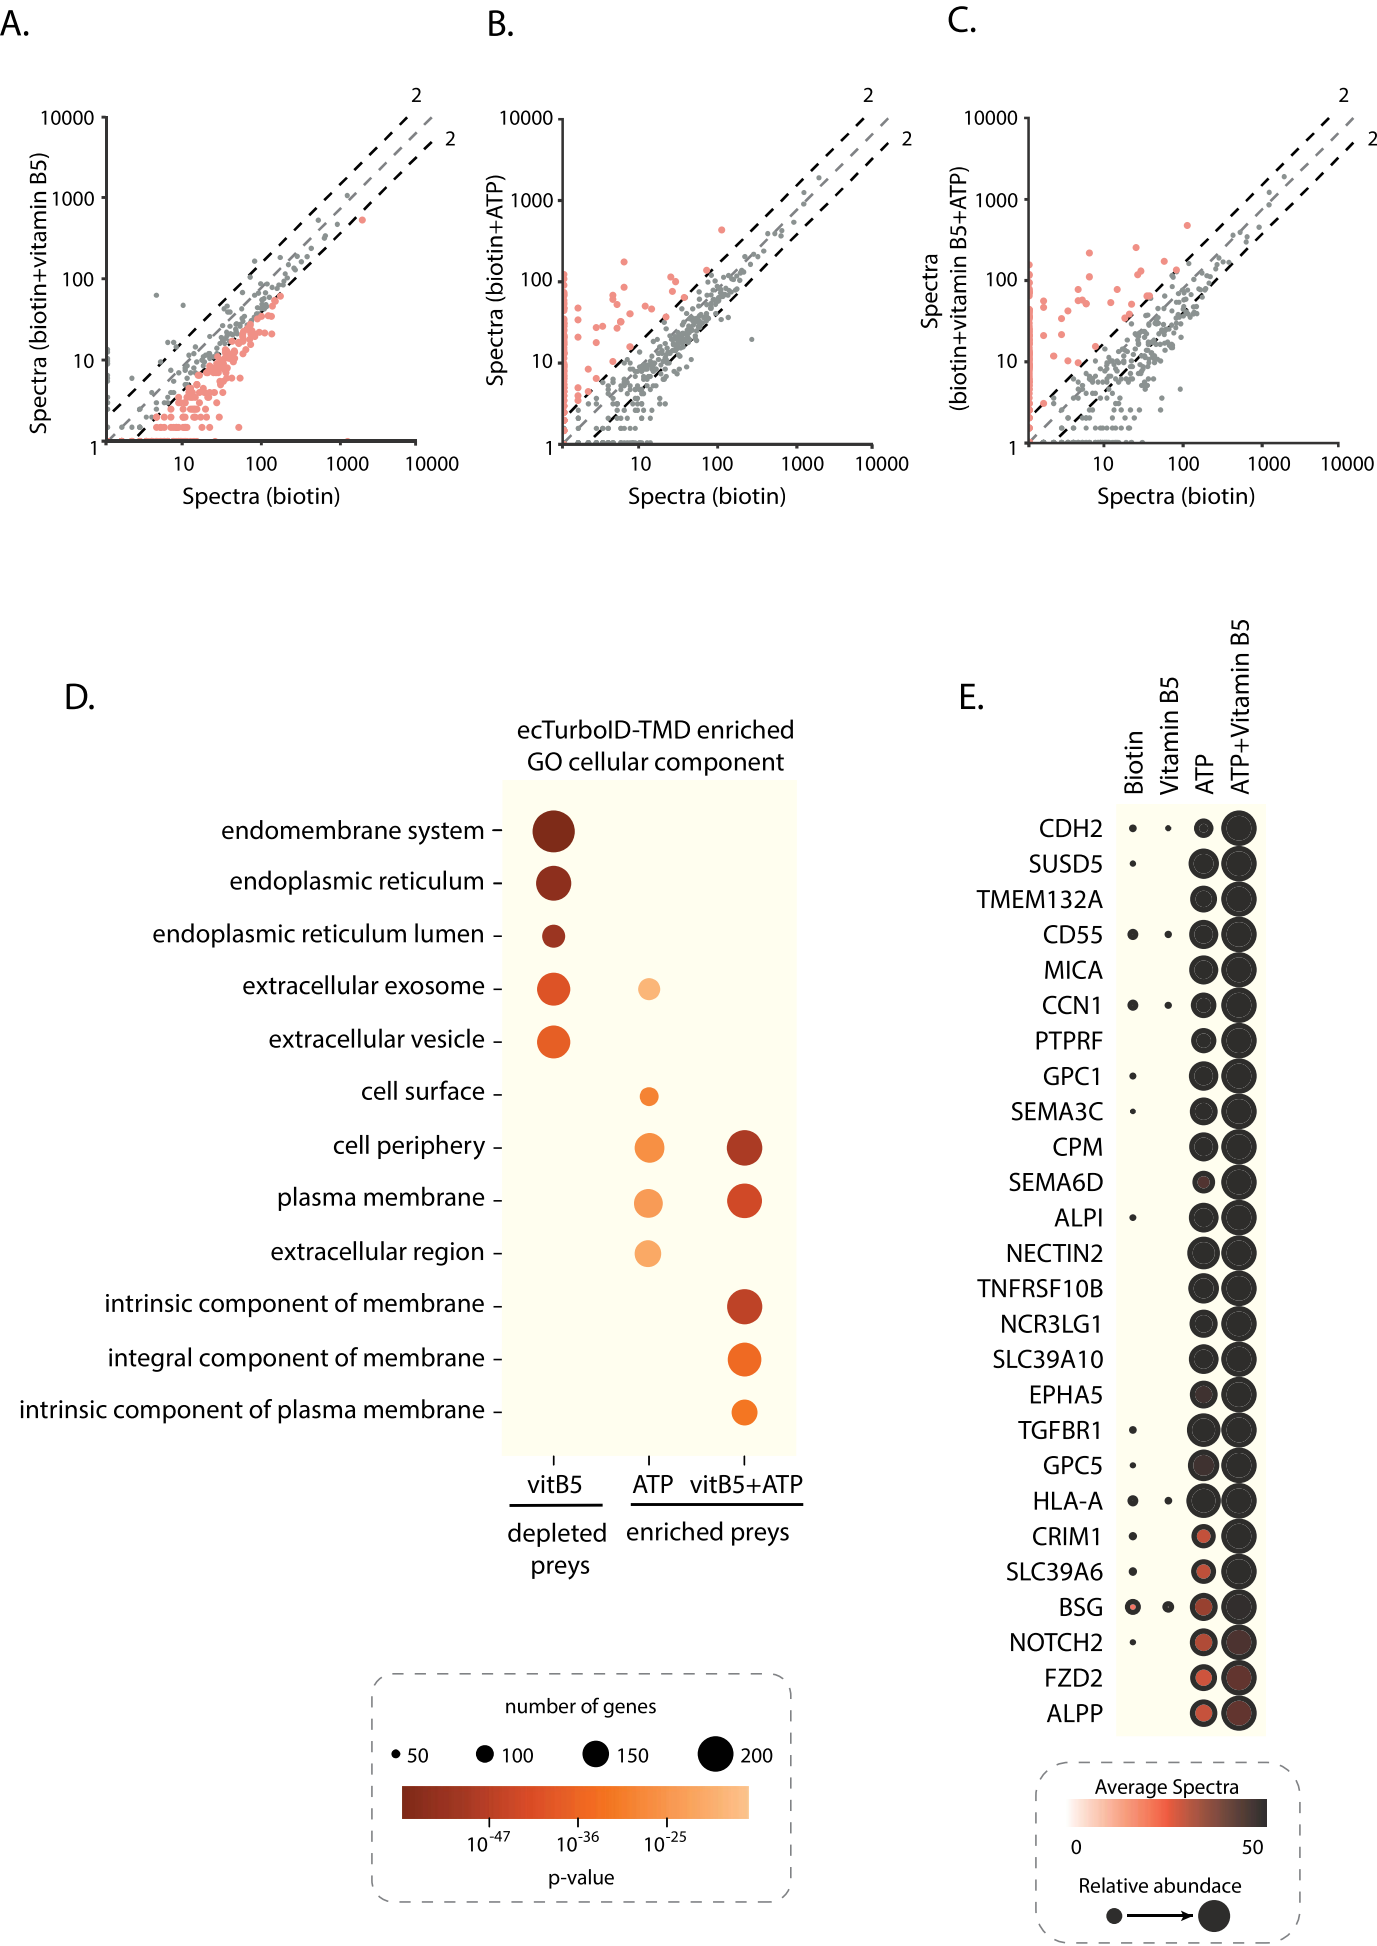 A.
B.
C.
2
2
10000
1000
100
10
1
Spectra (biotin+vitamin B5)
10
100
1000
10000
Spectra (biotin)
2
2
10000
1000
100
10
1
Spectra (biotin+ATP)
10
100
1000
10000
Spectra (biotin)
2
2
10000
1000
100
10
1
Spectra
(biotin+vitamin B5+ATP)
10
100
1000
10000
Spectra (biotin)
D.
ecTurboID-TMD enriched
GO cellular component
endomembrane system
endoplasmic reticulum
endoplasmic reticulum lumen
extracellular exosome
extracellular vesicle
cell surface
cell periphery
plasma membrane
extracellular region
intrinsic component of membrane
integral component of membrane
intrinsic component of plasma membrane
vitB5
ATP
vitB5+ATP
depleted
preys
enriched preys
number of genes
50
100
150
200
10-47
10-36
10-25
p-value
E.
Biotin
Vitamin B5
ATP
ATP+Vitamin B5
CDH2
SUSD5
TMEM132A
CD55
MICA
CCN1
PTPRF
GPC1
SEMA3C
CPM
SEMA6D
ALPI
NECTIN2
TNFRSF10B
NCR3LG1
SLC39A10
EPHA5
TGFBR1
GPC5
HLA-A
CRIM1
SLC39A6
BSG
NOTCH2
FZD2
ALPP
Average Spectra
0
50
Relative abundace